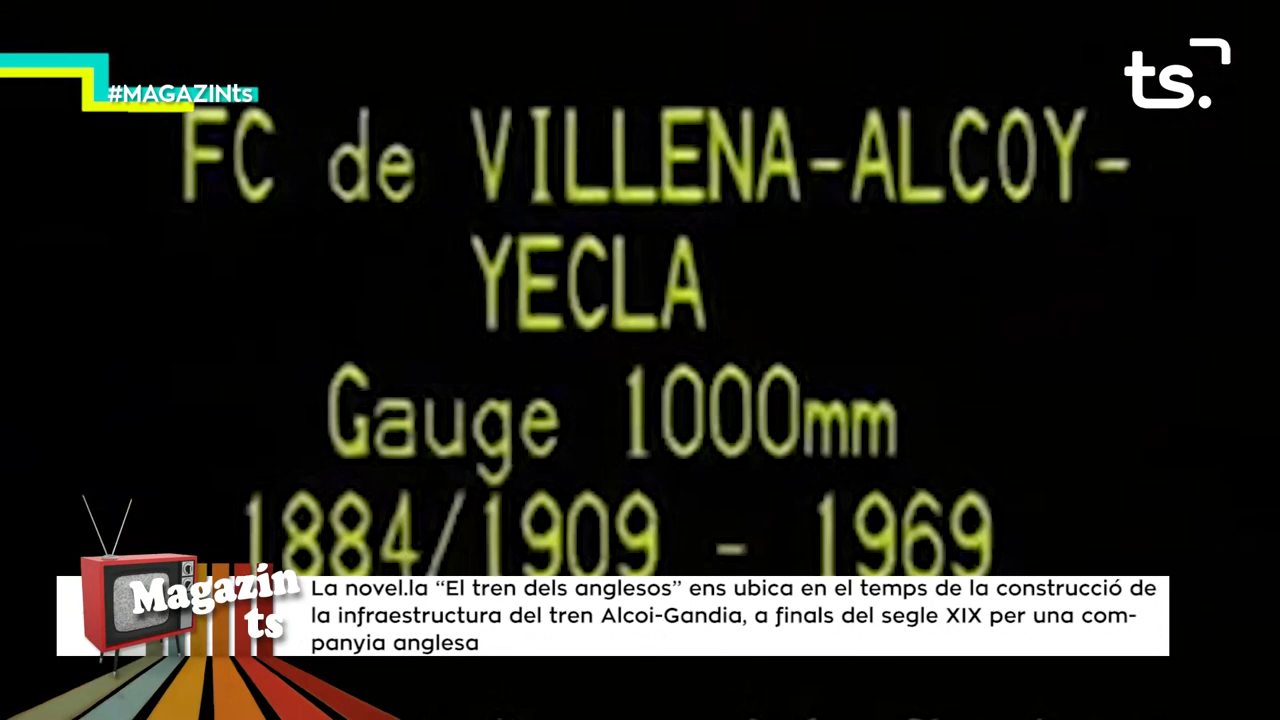 #MAGAZINts
ts.
FC de VILLENA-ALCOY-
YECLA
Gauge 1000mm
1884/1909 - 1969
Magazin
ts
La novel.la “El tren dels anglesos” ens ubica en el temps de la construcció de
la infraestructura del tren Alcoi-Gandia, a finals del segle XIX per una com-
panyia anglesa